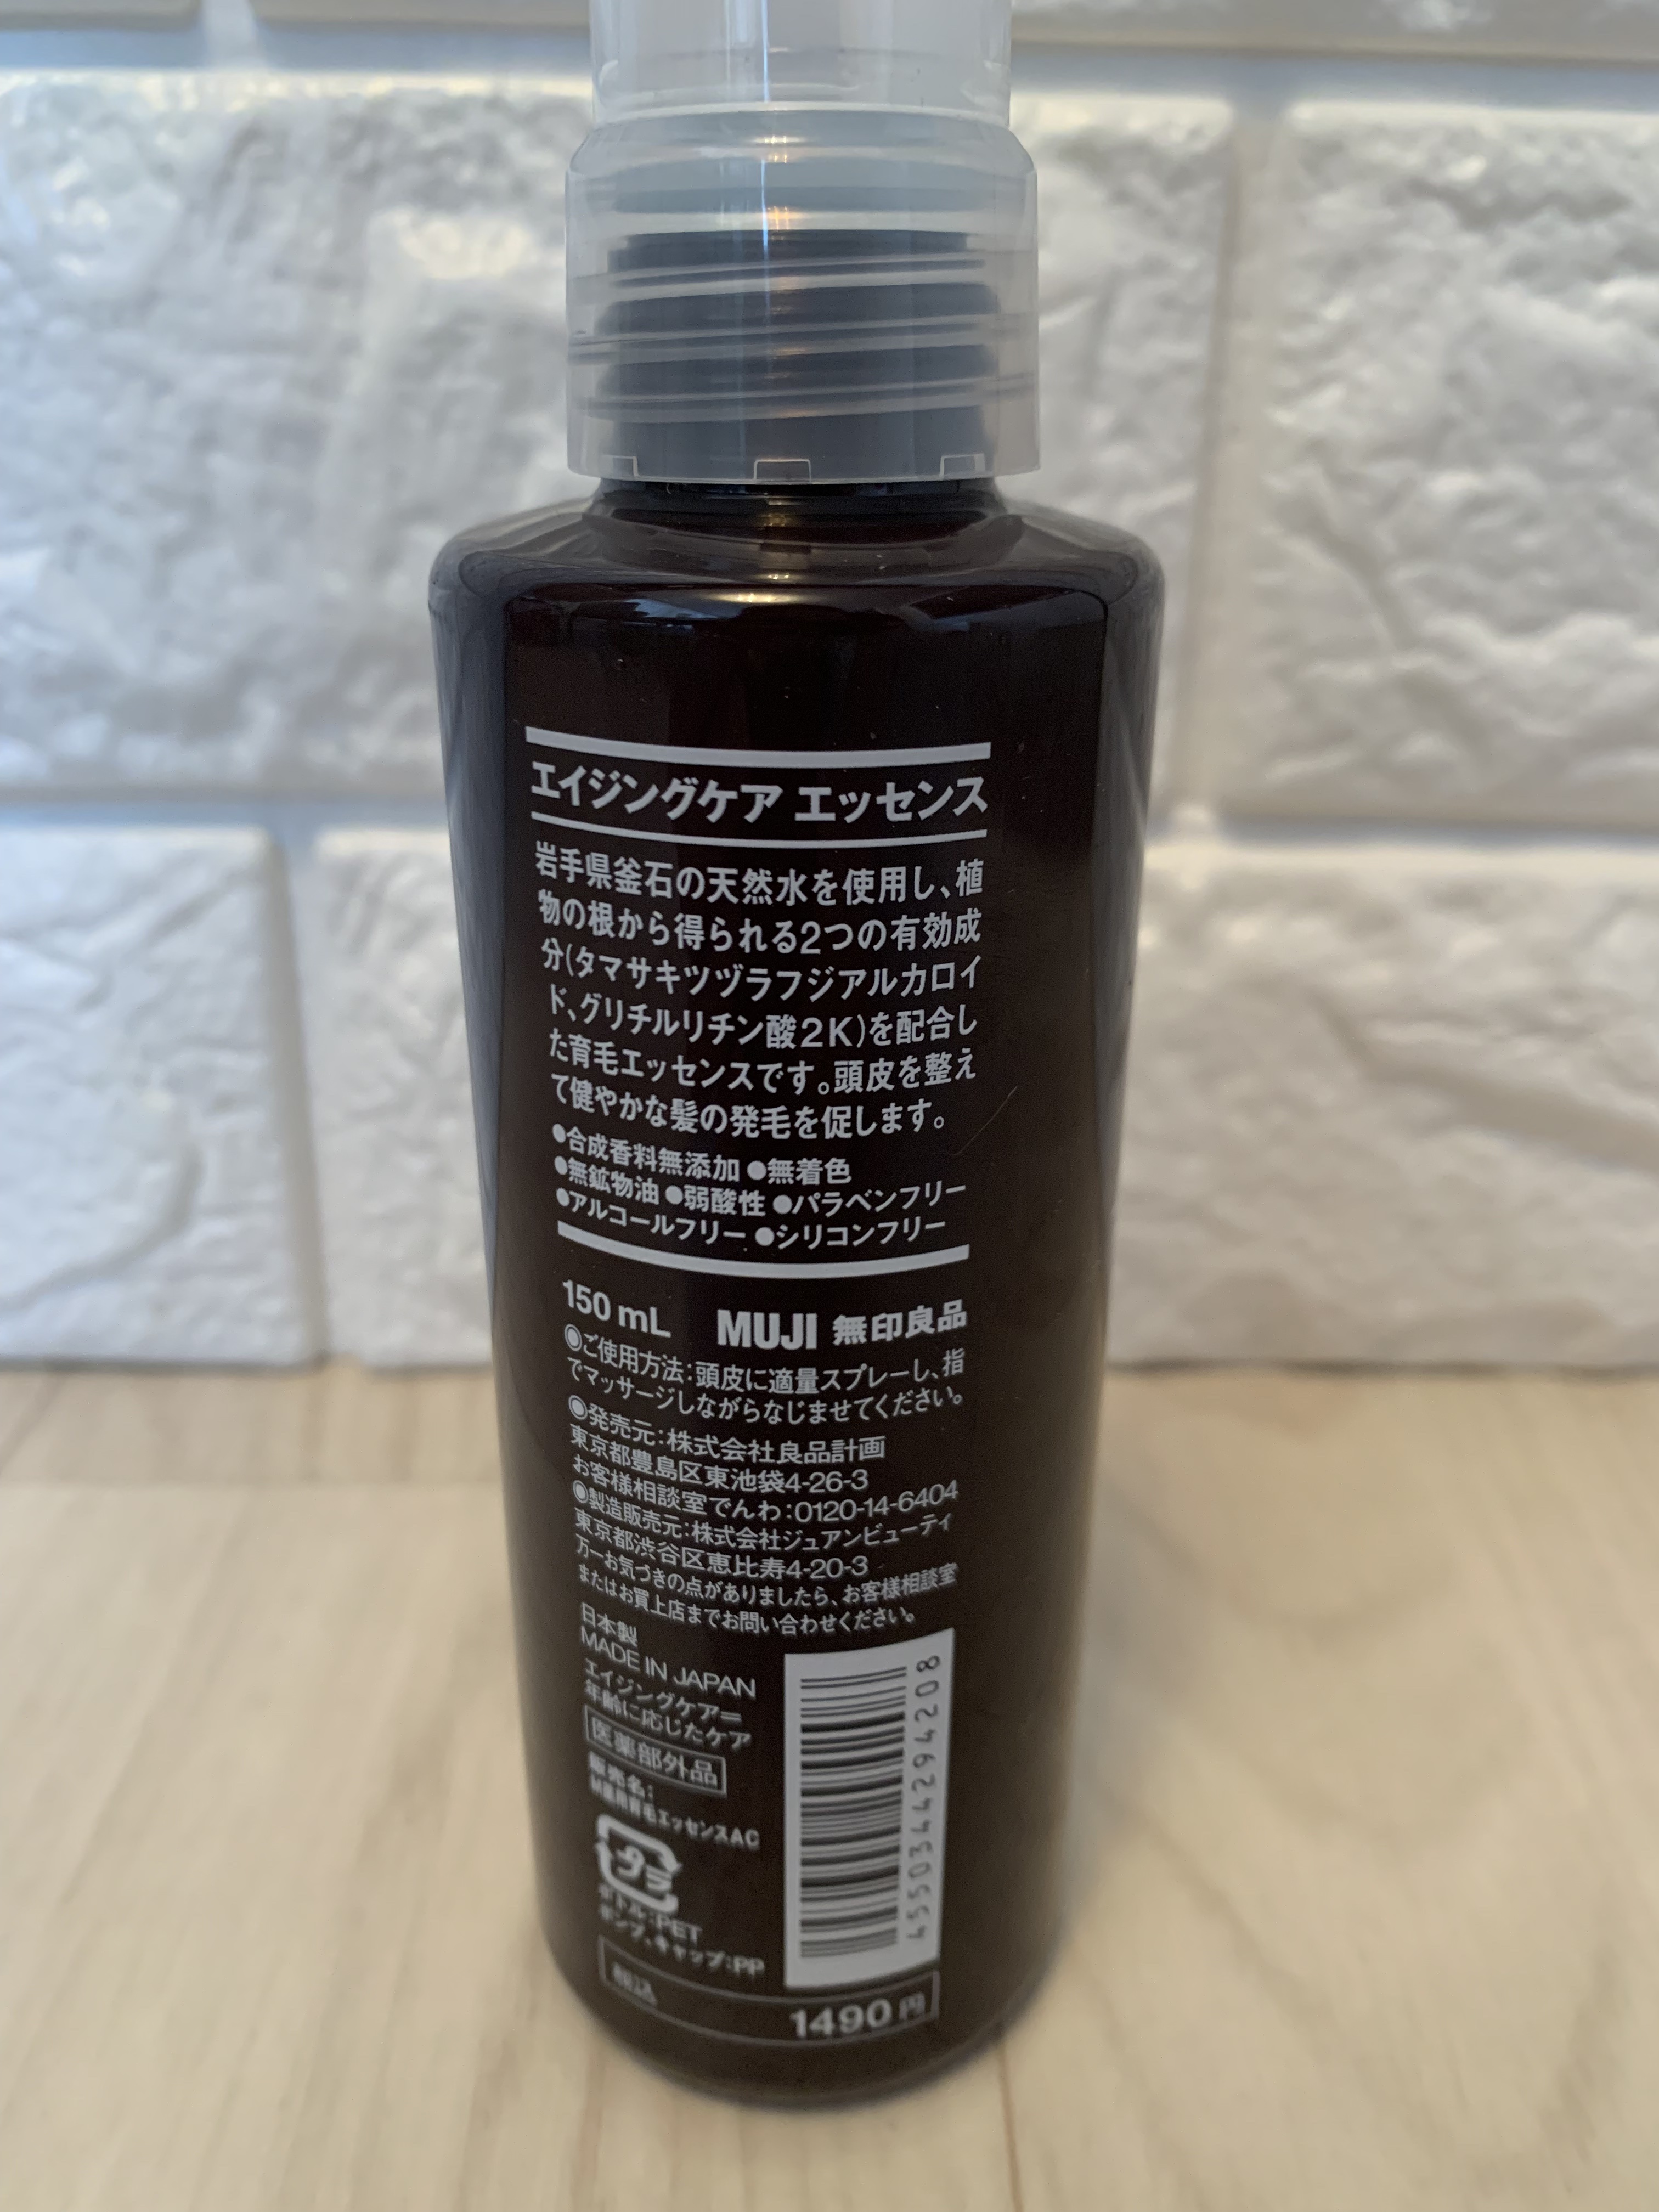 エイジングケア エッセンス
岩手県釜石の天然水を使用し、植
物の根から得られる2つの有効成
分(タマサキツヅラフジアルカロイ
ド、グリチルリチン酸2K)を配合し
た育毛エッセンスです。頭皮を整え
て健やかな髪の発毛を促します。
●合成香料無添加 ●無着色
●無鉱物油 ●弱酸性 ●パラベンフリー
●アルコールフリー ●シリコンフリー
150 mL MUJI 無印良品
◉ご使用方法:頭皮に適量スプレーし、指
でマッサージしながらなじませてください。
◉発売元:株式会社良品計画
東京都豊島区東池袋4-26-3
お客様相談室でんわ:0120-14-6404
◉製造販売元:株式会社ジュアンビューティ
東京都渋谷区恵比寿4-20-3
万一お気づきの点がありましたら、お客様相談室
またはお買上店までお問い合わせください。
日本製
MADE IN JAPAN
エイジングケア=
年齢に応じたケア
医薬部外品
販売名:
M薬用育毛エッセンスAC
プラ
ボトル:PET
ポンプ、キャップ:PP
4550344294208
税込 1490円